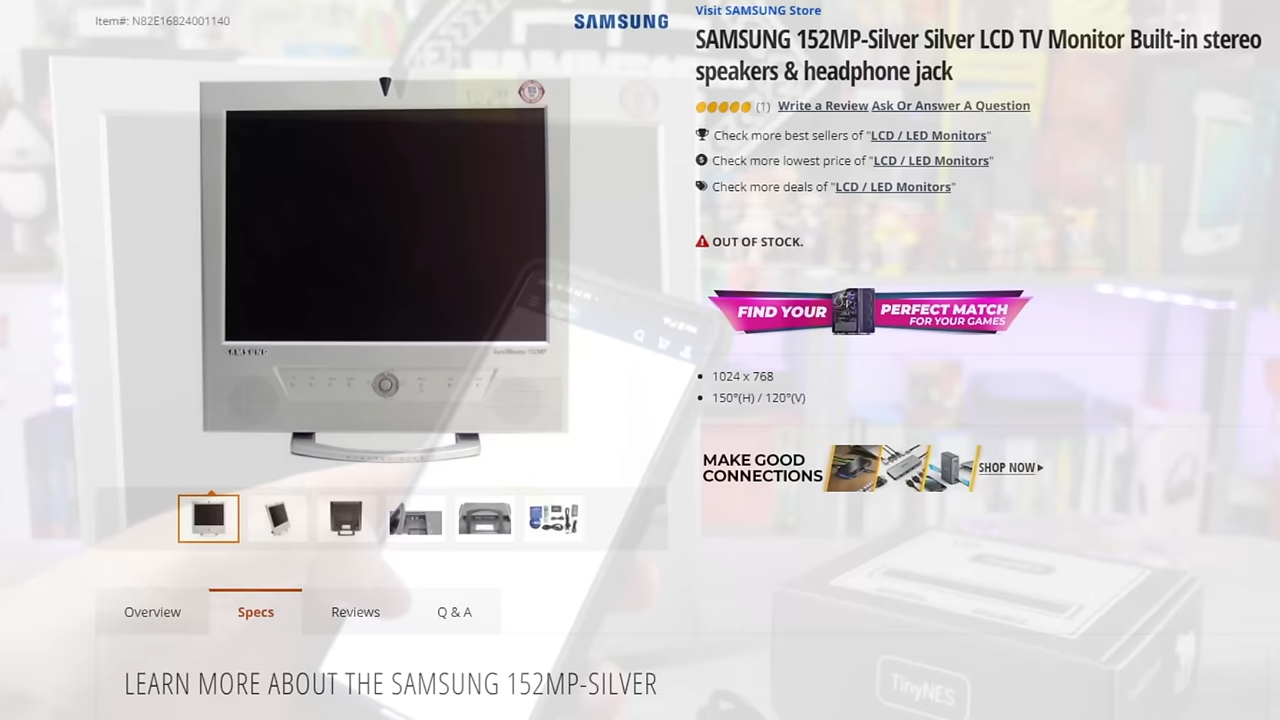 Item#: N82E16824001140
SAMSUNG
Visit SAMSUNG Store
SAMSUNG 152MP-Silver Silver LCD TV Monitor Built-in stereo
speakers & headphone jack
(1) Write a Review Ask Or Answer A Question
Check more best sellers of "LCD / LED Monitors"
Check more lowest price of "LCD / LED Monitors"
Check more deals of "LCD / LED Monitors"
OUT OF STOCK.
FIND YOUR
PERFECT MATCH
FOR YOUR GAMES
SAMSUNG
SyncMaster 152MP
1024 x 768
150°(H) / 120°(V)
MAKE GOOD
CONNECTIONS
SHOP NOW
Overview
Specs
Reviews
Q & A
LEARN MORE ABOUT THE SAMSUNG 152MP-SILVER
TinyNES